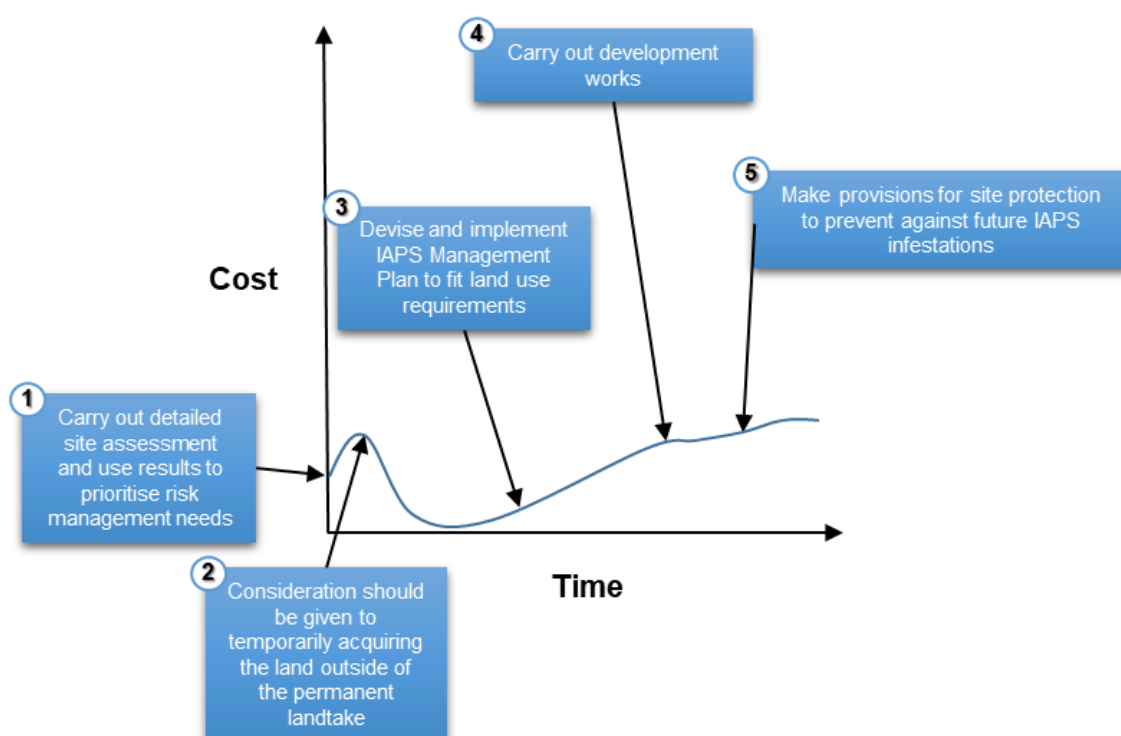 1
Carry out detailed
site assessment
and use results to
prioritise risk
management needs
2
Consideration should
be given to
temporarily acquiring
the land outside of
the permanent
landtake
3
Devise and implement
IAPS Management
Plan to fit land use
requirements
4
Carry out development
works
5
Make provisions for site protection
to prevent against future IAPS
infestations
Cost
Time